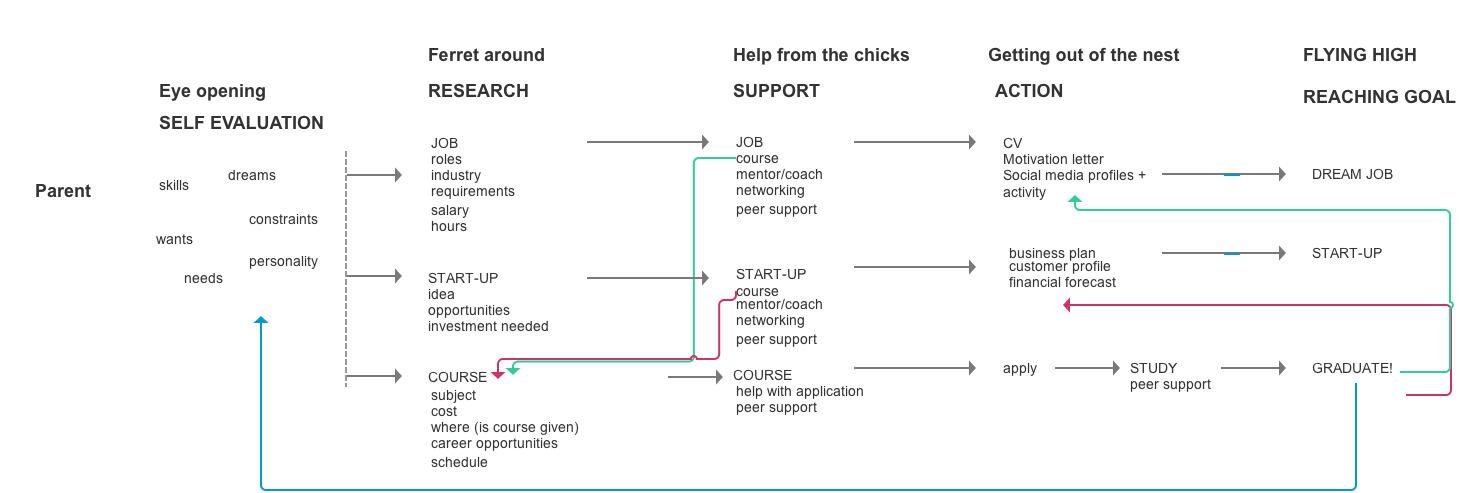 Parent
Eye opening
SELF EVALUATION
dreams
skills
constraints
wants
personality
needs
Ferret around
RESEARCH
JOB
roles
industry
requirements
salary
hours
START-UP
idea
opportunities
investment needed
COURSE
subject
cost
where (is course given)
career opportunities
schedule
Help from the chicks
SUPPORT
JOB
course
mentor/coach
networking
peer support
START-UP
course
mentor/coach
networking
peer support
COURSE
help with application
peer support
Getting out of the nest
ACTION
CV
Motivation letter
Social media profiles +
activity
business plan
customer profile
financial forecast
apply
STUDY
peer support
FLYING HIGH
REACHING GOAL
DREAM JOB
START-UP
GRADUATE!